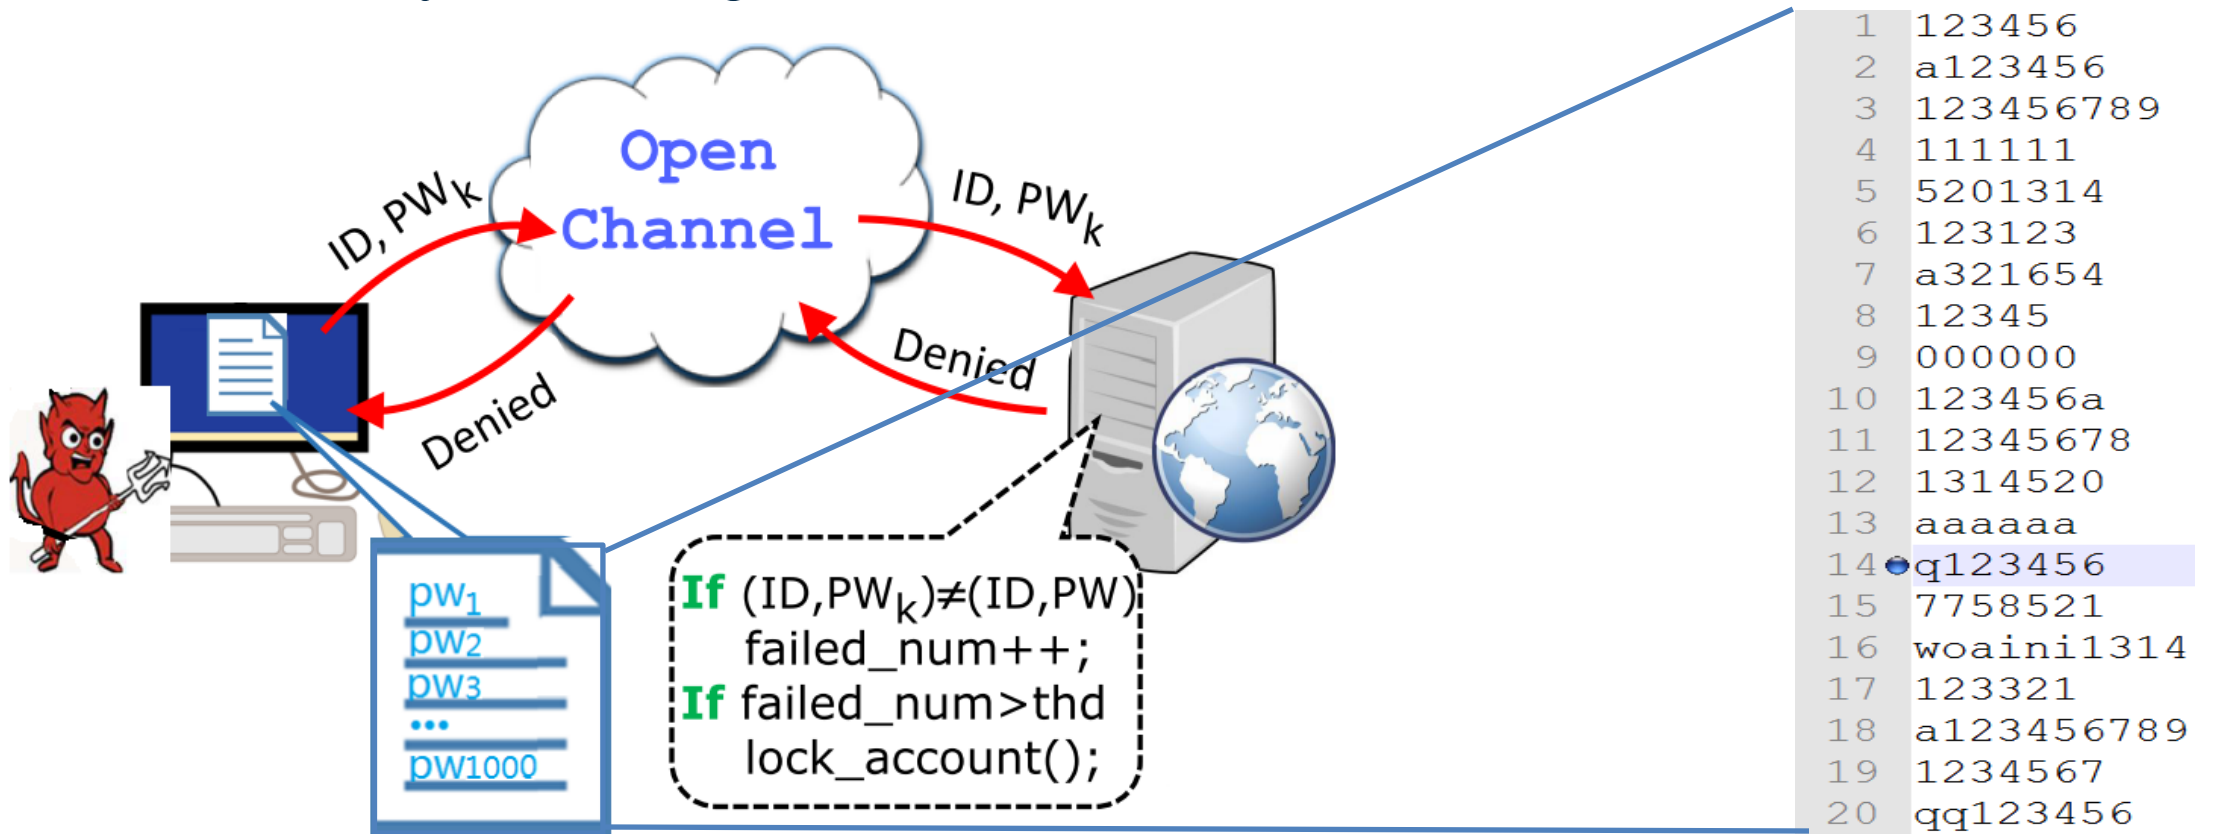 Open
Channel
ID, PWk
ID, PWk
Denied
Denied
pw1
pw2
pw3
...
pw1000
If (ID,PWk)≠(ID,PW)
failed_num++;
If failed_num>thd
lock_account();
1 123456
2 a123456
3 123456789
4 111111
5 5201314
6 123123
7 a321654
8 12345
9 000000
10 123456a
11 12345678
12 1314520
13 aaaaaa
14 q123456
15 7758521
16 woaini1314
17 123321
18 a123456789
19 1234567
20 qq123456